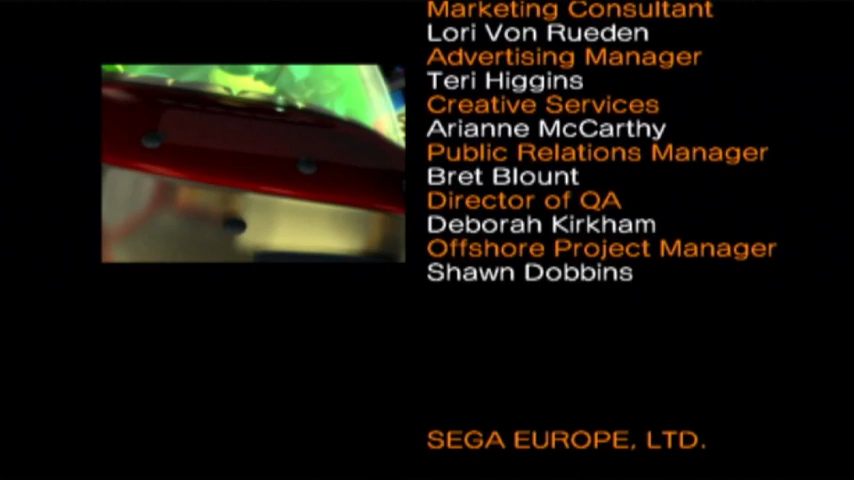 Marketing Consultant
Lori Von Rueden
Advertising Manager
Teri Higgins
Creative Services
Arianne McCarthy
Public Relations Manager
Bret Blount
Director of QA
Deborah Kirkham
Offshore Project Manager
Shawn Dobbins
SEGA EUROPE, LTD.